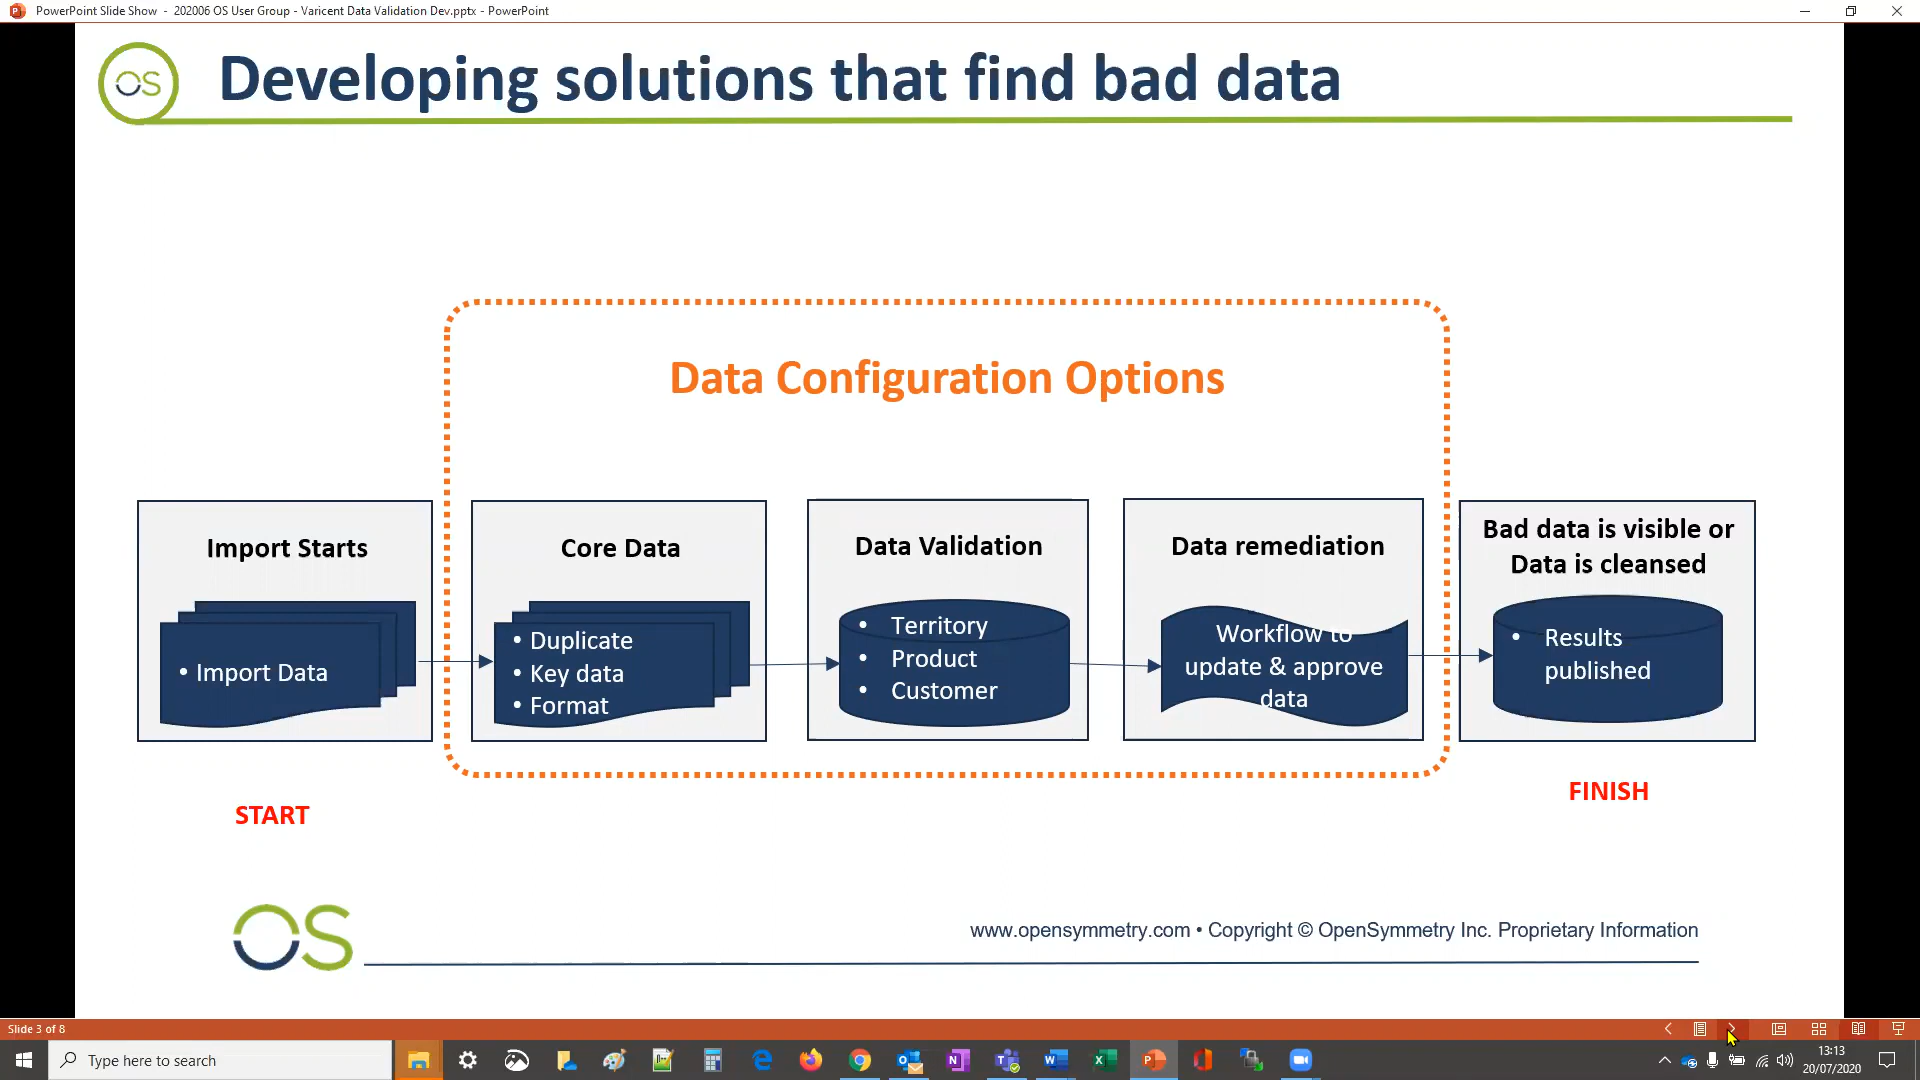 PowerPoint Slide Show - 202006 OS User Group - Varicent Data Validation Dev.pptx - PowerPoint
OS
Developing solutions that find bad data
Data Configuration Options
Import Starts
• Import Data
Core Data
• Duplicate
• Key data
• Format
Data Validation
• Territory
• Product
• Customer
Data remediation
Workflow to
update & approve
data
Bad data is visible or
Data is cleansed
• Results
published
START
FINISH
OS
www.opensymmetry.com • Copyright © OpenSymmetry Inc. Proprietary Information
Slide 3 of 8
Type here to search
13:13
20/07/2020